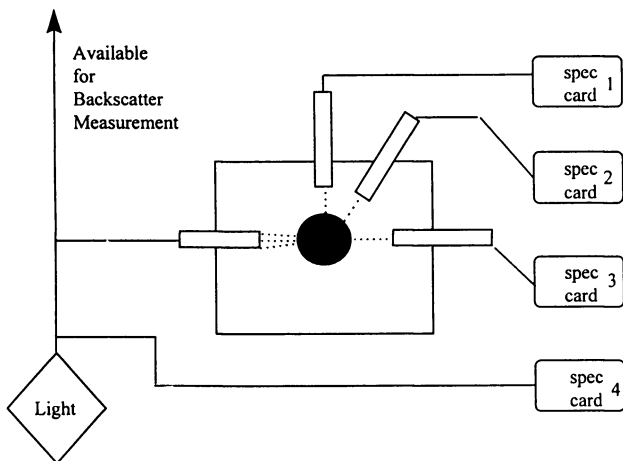 Available
for
Backscatter
Measurement
spec
card 1
spec
card 2
spec
card 3
spec
card 4
Light